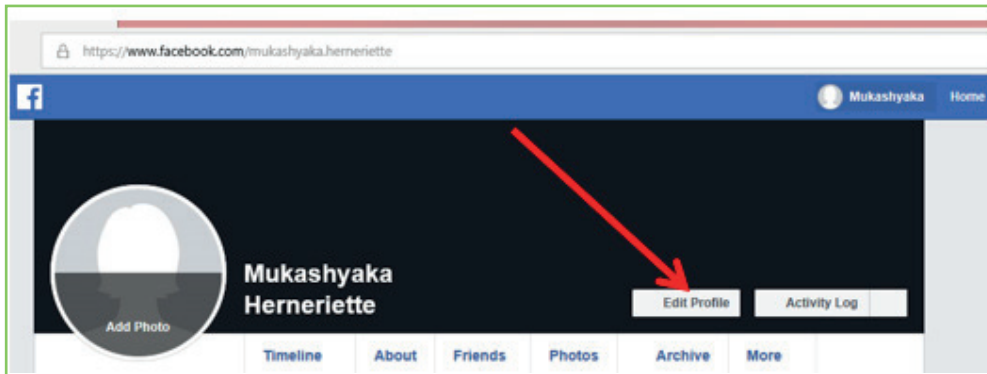 https://www.facebook.com/mukashyaka.herneriette
f
Mukashyaka Home
Mukashyaka
Herneriette
Add Photo
Edit Profile Activity Log
Timeline About Friends Photos Archive More